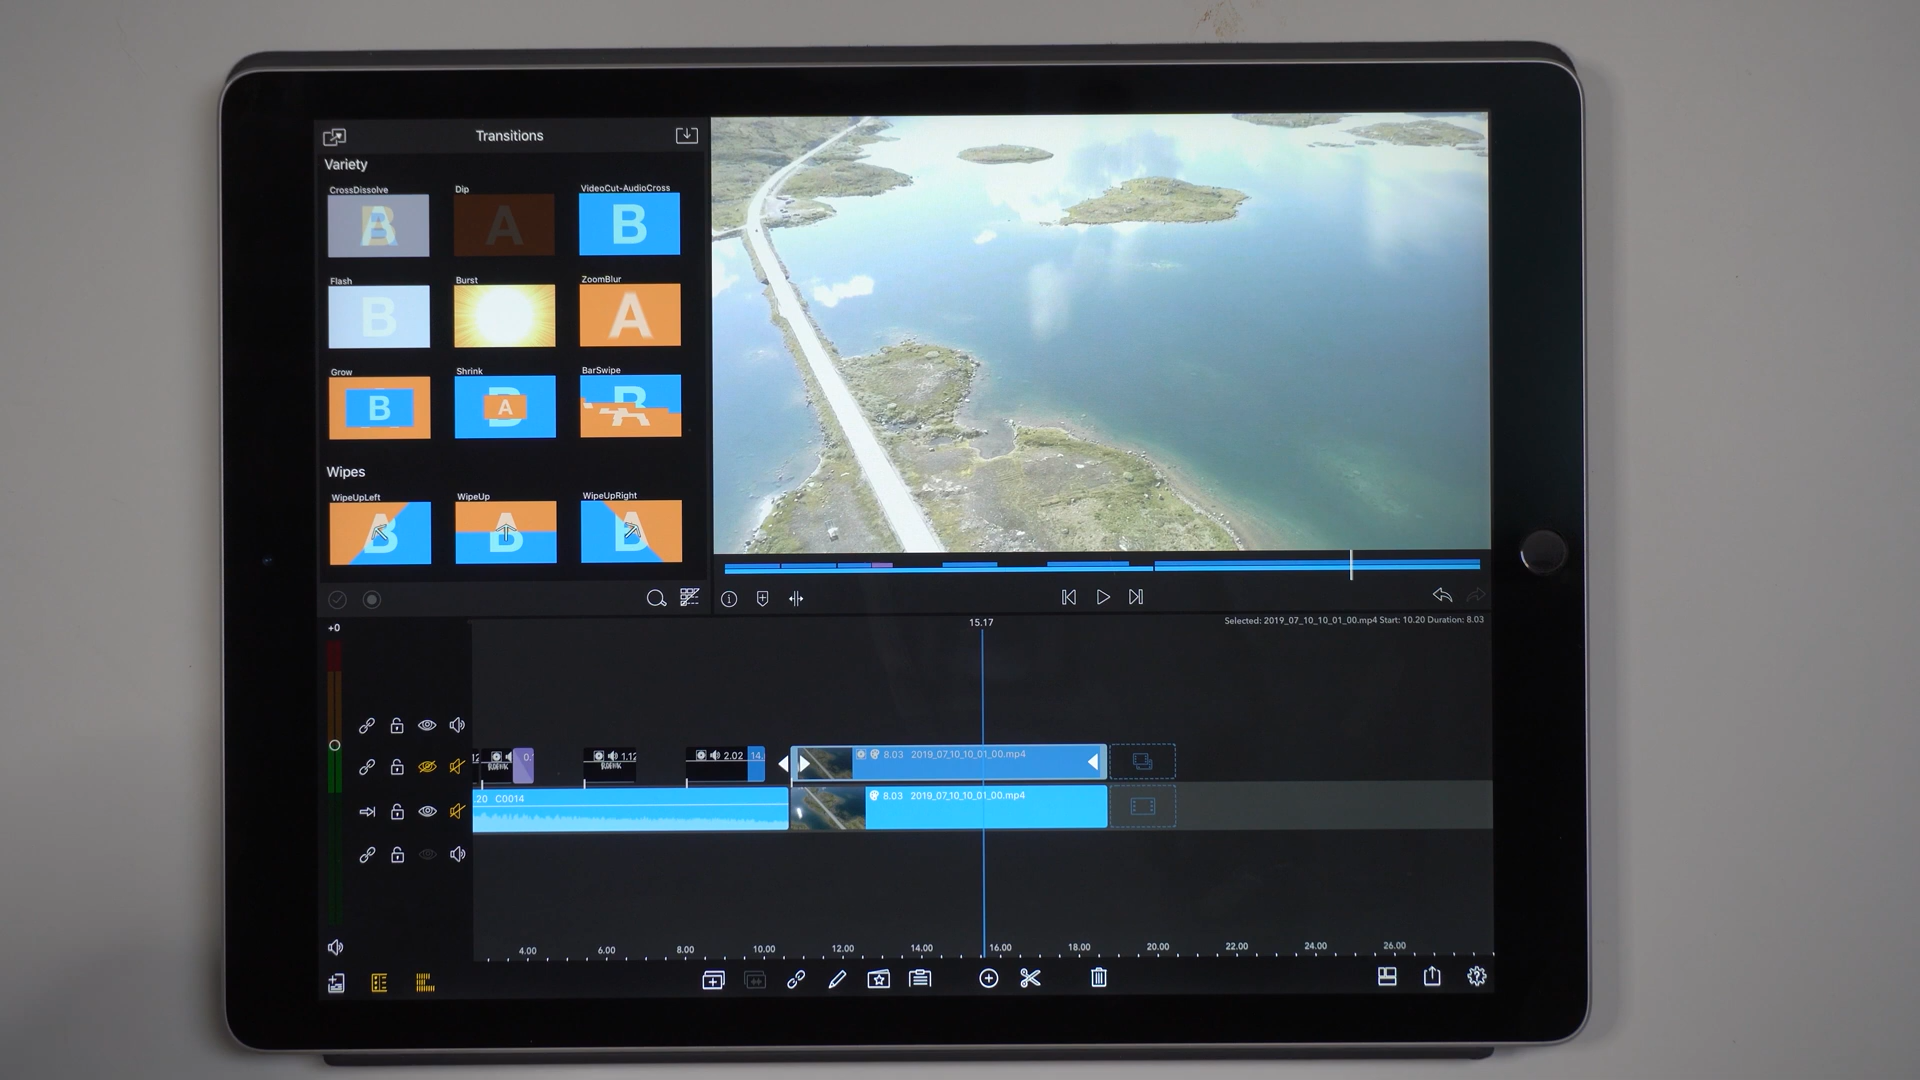 Transitions
Variety
CrossDissolve
Dip
VideoCut-AudioCross
B
A
B
Flash
Burst
ZoomBlur
B
A
Grow
Shrink
BarSwipe
B
A
B
Wipes
WipeUpLeft
WipeUp
WipeUpRight
B
B
B
+0
15.17
Selected: 2019_07_10_10_01_00.mp4 Start: 10.20 Duration: 8.03
0.
1.12
2.02
14.
8.03 2019_07_10_10_01_00.mp4
.20 C0014
8.03 2019_07_10_10_01_00.mp4
4.00
6.00
8.00
10.00
12.00
14.00
16.00
18.00
20.00
22.00
24.00
26.00